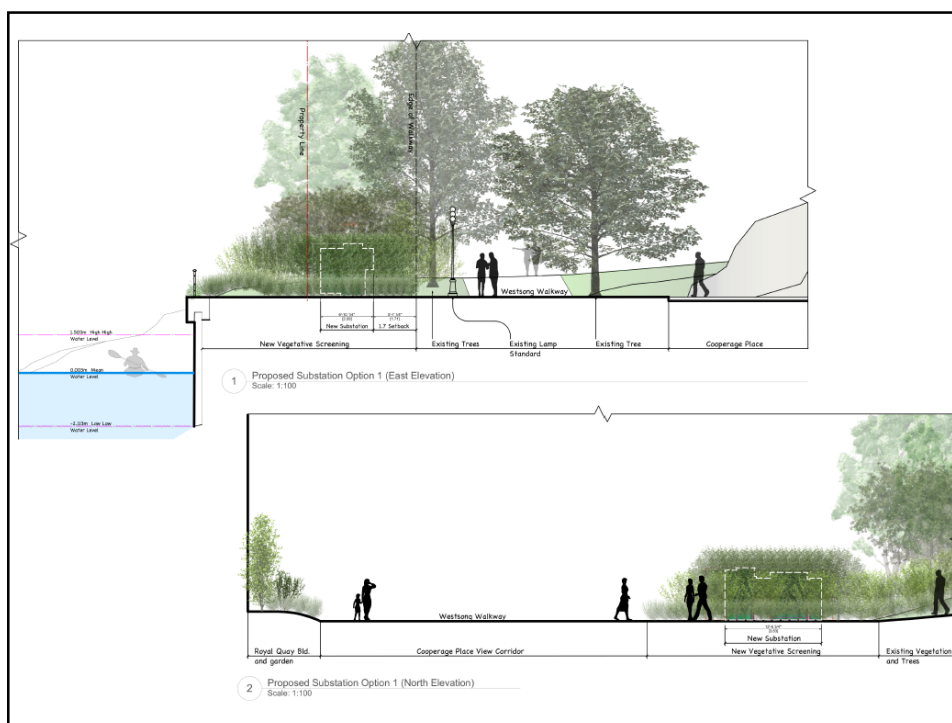 Property Line
Edge of Walkway
Westsong Walkway
1.503m High High
Water Level
0.003m Mean
Water Level
Low Low
Water Level
New Substation
1.7 Setback
New Vegetative Screening
Existing Trees
Existing Lamp
Standard
Existing Tree
Cooperage Place
1 Proposed Substation Option 1 (East Elevation)
Scale: 1:100
Westsong Walkway
New Substation
Royal Quay Bld.
and garden
Cooperage Place View Corridor
New Vegetative Screening
Existing Vegetation
and Trees
2 Proposed Substation Option 1 (North Elevation)
Scale: 1:100